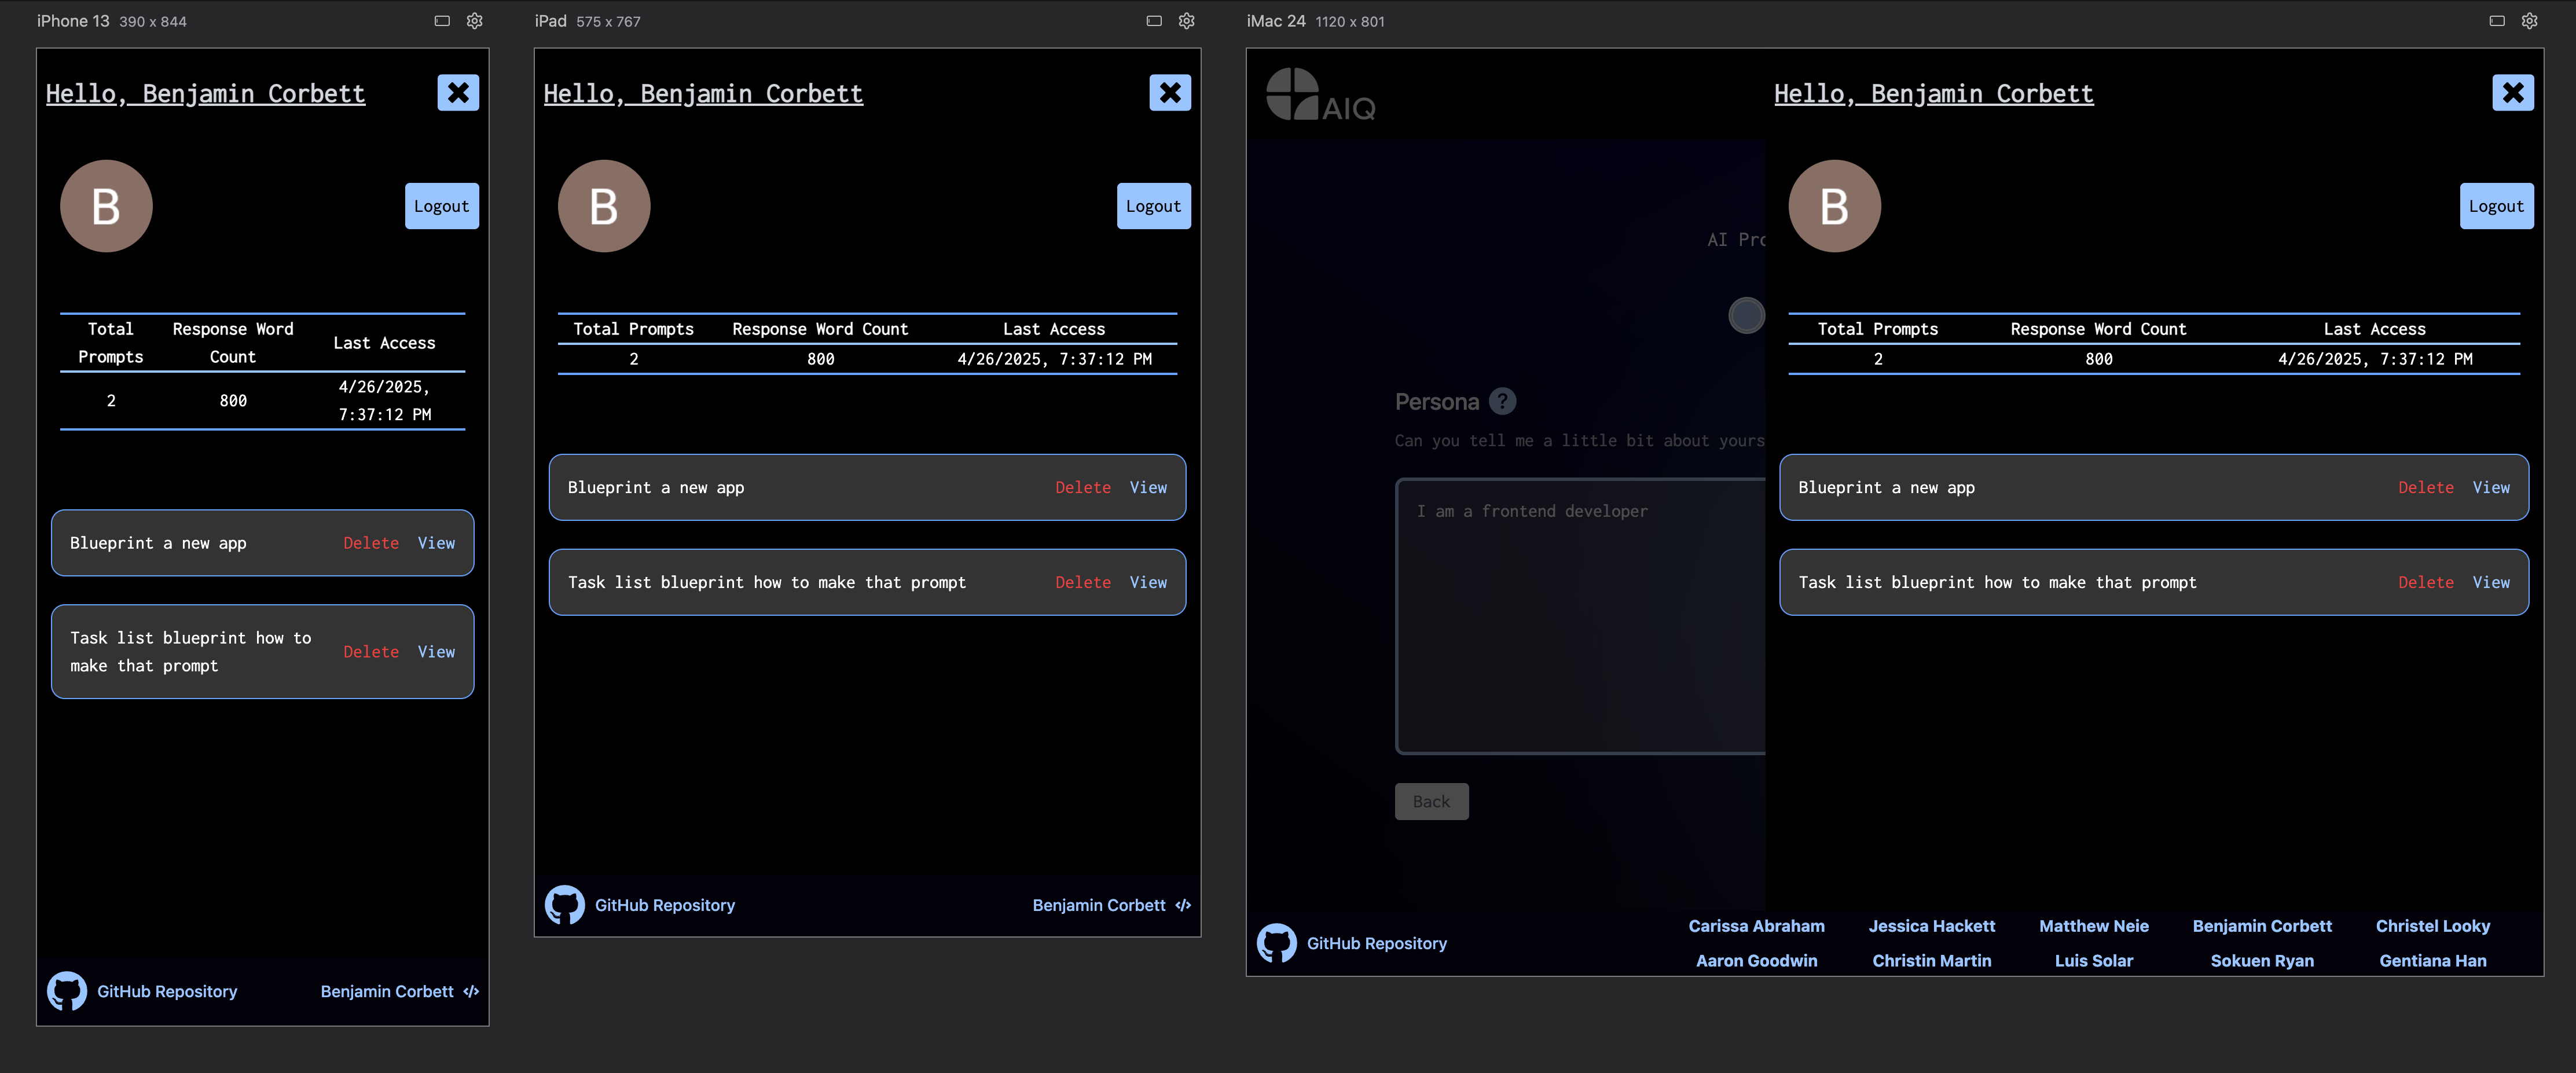 iPhone 13 390 x 844
Hello, Benjamin Corbett
B
Logout
Total Prompts
Response Word Count
Last Access
2
800
4/26/2025,
7:37:12 PM
Blueprint a new app
Delete View
Task list blueprint how to
make that prompt
Delete View
GitHub Repository
Benjamin Corbett </>
iPad 575 x 767
Hello, Benjamin Corbett
B
Logout
Total Prompts Response Word Count Last Access
2 800 4/26/2025, 7:37:12 PM
Blueprint a new app Delete View
Task list blueprint how to make that prompt Delete View
GitHub Repository
Benjamin Corbett </>
iMac 24 1120 x 801
AIQ
AI Pro
Persona ?
Can you tell me a little bit about yours
I am a frontend developer
Back
Hello, Benjamin Corbett
B
Logout
Total Prompts Response Word Count Last Access
2 800 4/26/2025, 7:37:12 PM
Blueprint a new app Delete View
Task list blueprint how to make that prompt Delete View
GitHub Repository
Carissa Abraham Jessica Hackett Matthew Neie Benjamin Corbett Christel Looky
Aaron Goodwin Christin Martin Luis Solar Sokuen Ryan Gentiana Han